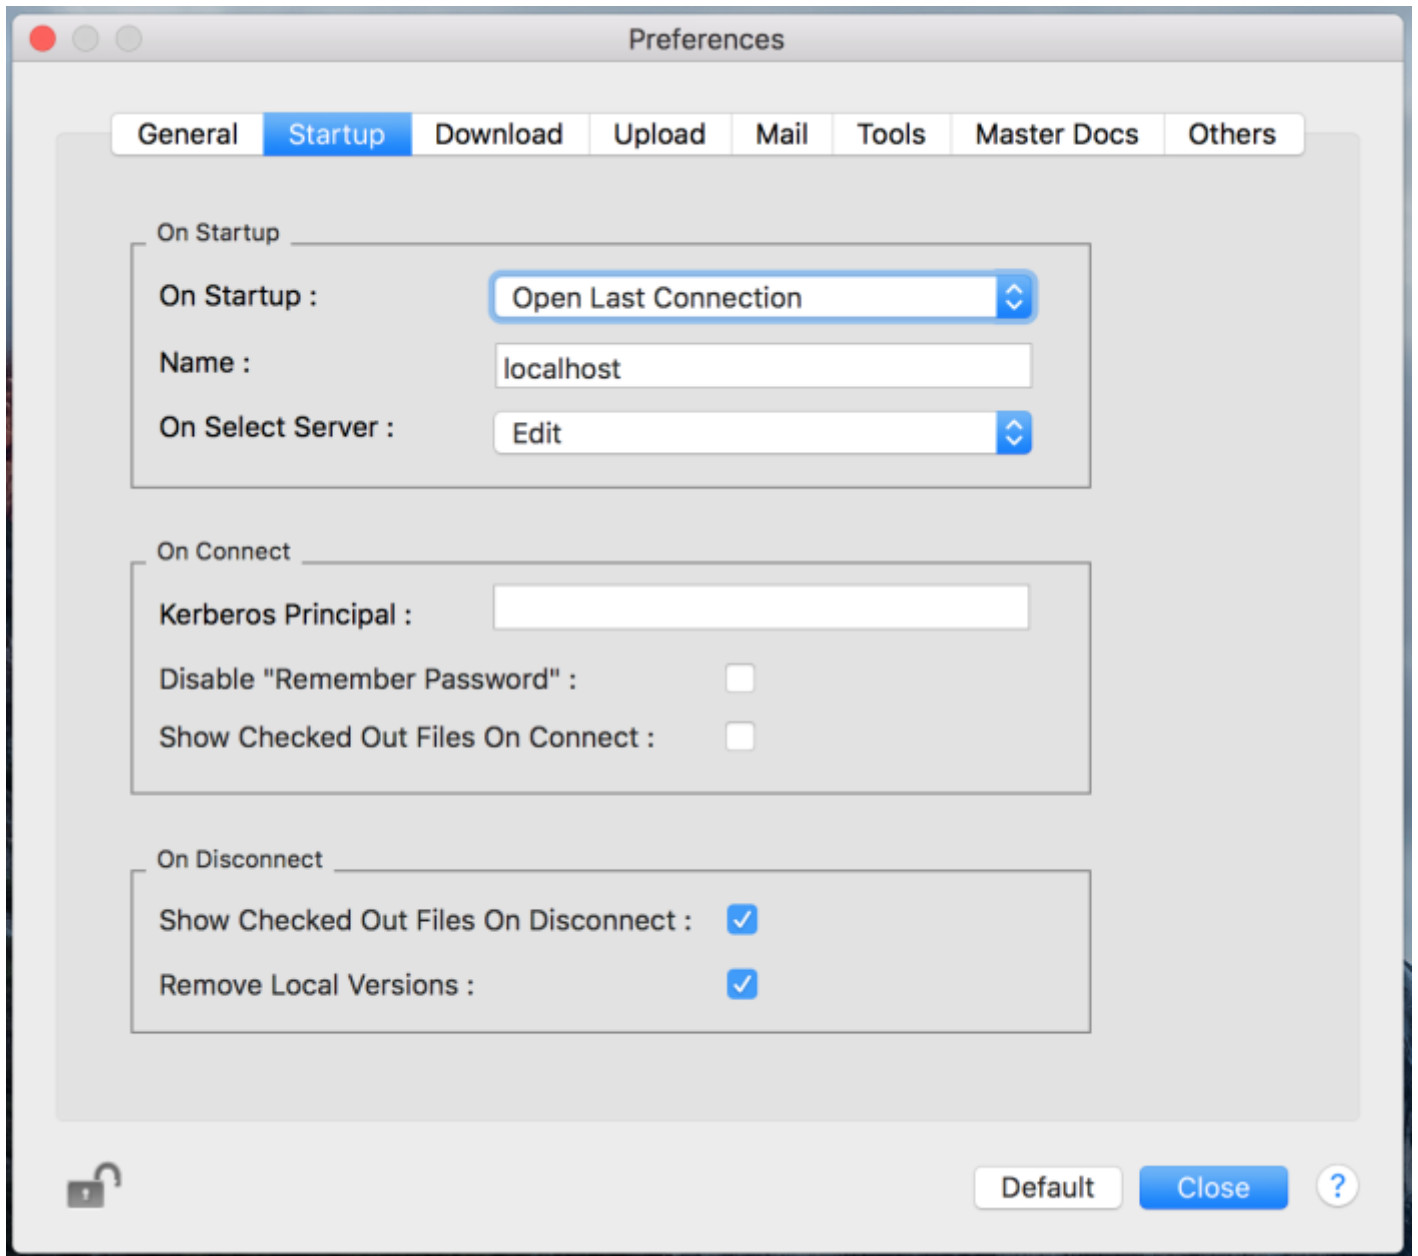 Preferences
General Startup Download Upload Mail Tools Master Docs Others
On Startup
On Startup : Open Last Connection
Name : localhost
On Select Server : Edit
On Connect
Kerberos Principal :
Disable "Remember Password" :
Show Checked Out Files On Connect :
On Disconnect
Show Checked Out Files On Disconnect :
Remove Local Versions :
Default Close ?